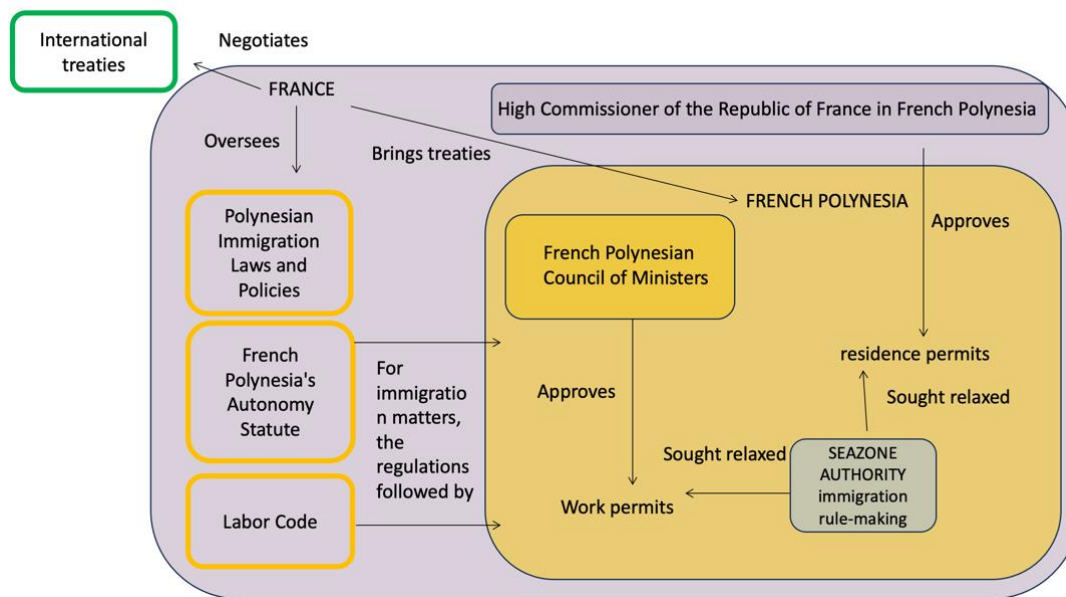 International
treaties
Negotiates
FRANCE
High Commissioner of the Republic of France in French Polynesia
Oversees
Brings treaties
FRENCH POLYNESIA
Polynesian
Immigration
Laws and
Policies
French Polynesian
Council of Ministers
Approves
French
Polynesia's
Autonomy
Statute
For
immigratio
n matters,
the
regulations
followed by
Approves
residence permits
Sought relaxed
Sought relaxed
SEAZONE
AUTHORITY
immigration
rule-making
Labor Code
Work permits